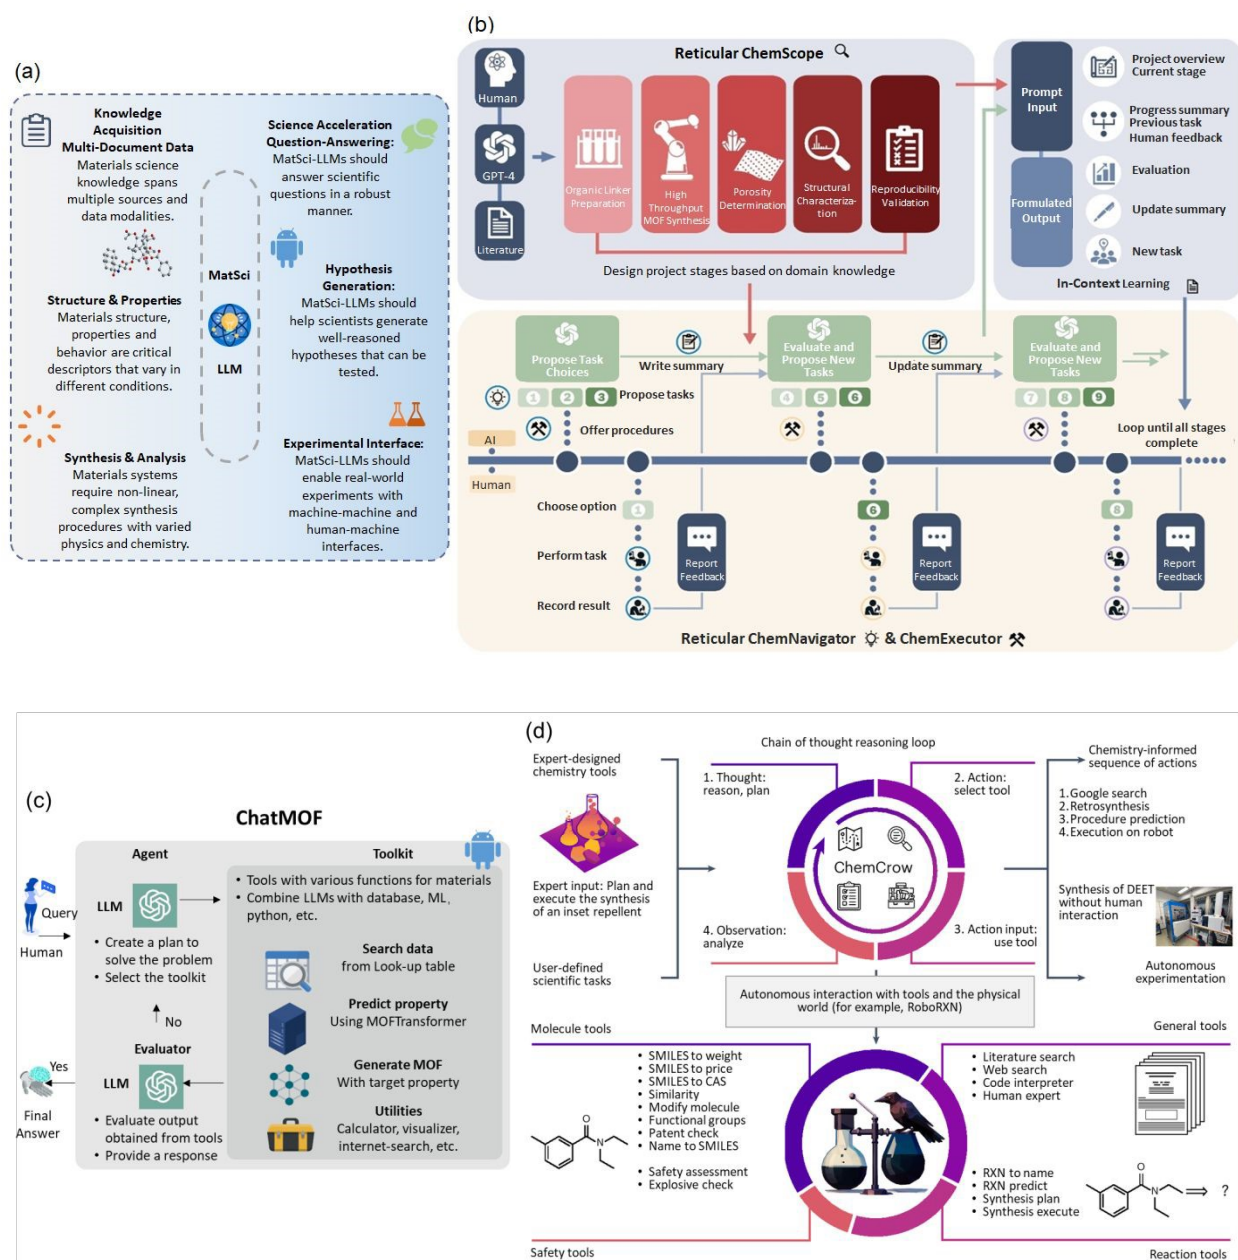 (a)
Knowledge
Acquisition
Multi-Document Data
Materials science
knowledge spans
multiple sources and
data modalities.
Structure & Properties
Materials structure,
properties and
behavior are critical
descriptors that vary in
different conditions.
Synthesis & Analysis
Materials systems
require non-linear,
complex synthesis
procedures with varied
physics and chemistry.
MatSci
LLM
Science Acceleration
Question-Answering:
MatSci-LLMs should
answer scientific
questions in a robust
manner.
Hypothesis
Generation:
MatSci-LLMs should
help scientists generate
well-reasoned
hypotheses that can be
tested.
Experimental Interface:
MatSci-LLMs should
enable real-world
experiments with
machine-machine and
human-machine
interfaces.
(b)
Reticular ChemScope
Human
GPT-4
Literature
Organic Linker
Preparation
High
Throughput
MOF Synthesis
Porosity
Determination
Structural
Characteriza-
tion
Reproducibility
Validation
Design project stages based on domain knowledge
Prompt
Input
Formulated
Output
Project overview
Current stage
Progress summary
Previous task
Human feedback
Evaluation
Update summary
New task
In-Context Learning
Propose Task
Choices
Write summary
Evaluate and
Propose New
Tasks
Update summary
Evaluate and
Propose New
Tasks
1 2 3
Propose tasks
4 5 6
7 8 9
Offer procedures
Loop until all stages
complete
AI
Human
Choose option
1
6
8
Perform task
Record result
Report
Feedback
Report
Feedback
Report
Feedback
Reticular ChemNavigator & ChemExecutor
(c)
ChatMOF
Agent
Toolkit
Query
Human
LLM
• Create a plan to
solve the problem
• Select the toolkit
No
Evaluator
Yes
LLM
Final
Answer
• Evaluate output
obtained from tools
• Provide a response
• Tools with various functions for materials
• Combine LLMs with database, ML,
python, etc.
Search data
from Look-up table
Predict property
Using MOFTransformer
Generate MOF
With target property
Utilities
Calculator, visualizer,
internet-search, etc.
(d)
Chain of thought reasoning loop
Expert-designed
chemistry tools
Expert input: Plan and
execute the synthesis
of an inset repellent
User-defined
scientific tasks
1. Thought:
reason, plan
2. Action:
select tool
ChemCrow
4. Observation:
analyze
3. Action input:
use tool
Chemistry-informed
sequence of actions
1.Google search
2.Retrosynthesis
3.Procedure prediction
4.Execution on robot
Synthesis of DEET
without human
interaction
Autonomous
experimentation
Autonomous interaction with tools and the physical
world (for example, RoboRXN)
Molecule tools
• SMILES to weight
• SMILES to price
• SMILES to CAS
• Similarity
• Modify molecule
• Functional groups
• Patent check
• Name to SMILES
• Safety assessment
• Explosive check
O
N
Safety tools
General tools
• Literature search
• Web search
• Code interpreter
• Human expert
• RXN to name
• RXN predict
• Synthesis plan
• Synthesis execute
O
N
?
Reaction tools